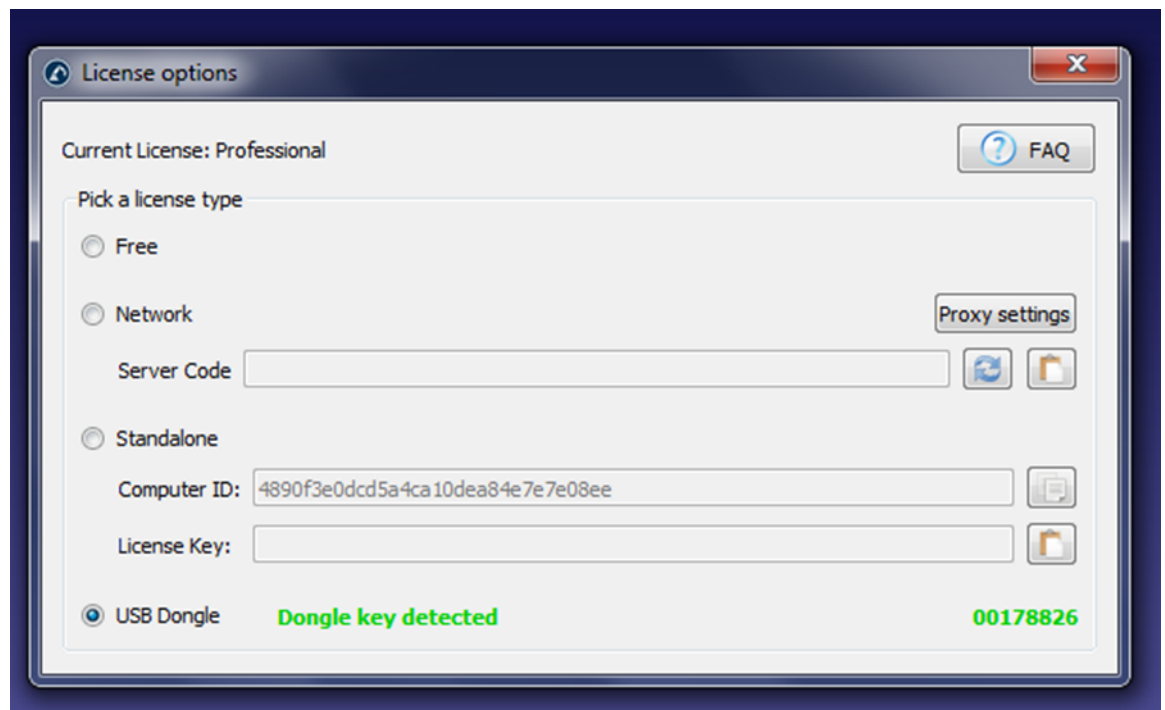 License options
Current License: Professional
FAQ
Pick a license type
Free
Network
Proxy settings
Server Code
Standalone
Computer ID: 4890f3e0dcd5a4ca10dea84e7e7e08ee
License Key:
USB Dongle Dongle key detected 00178826